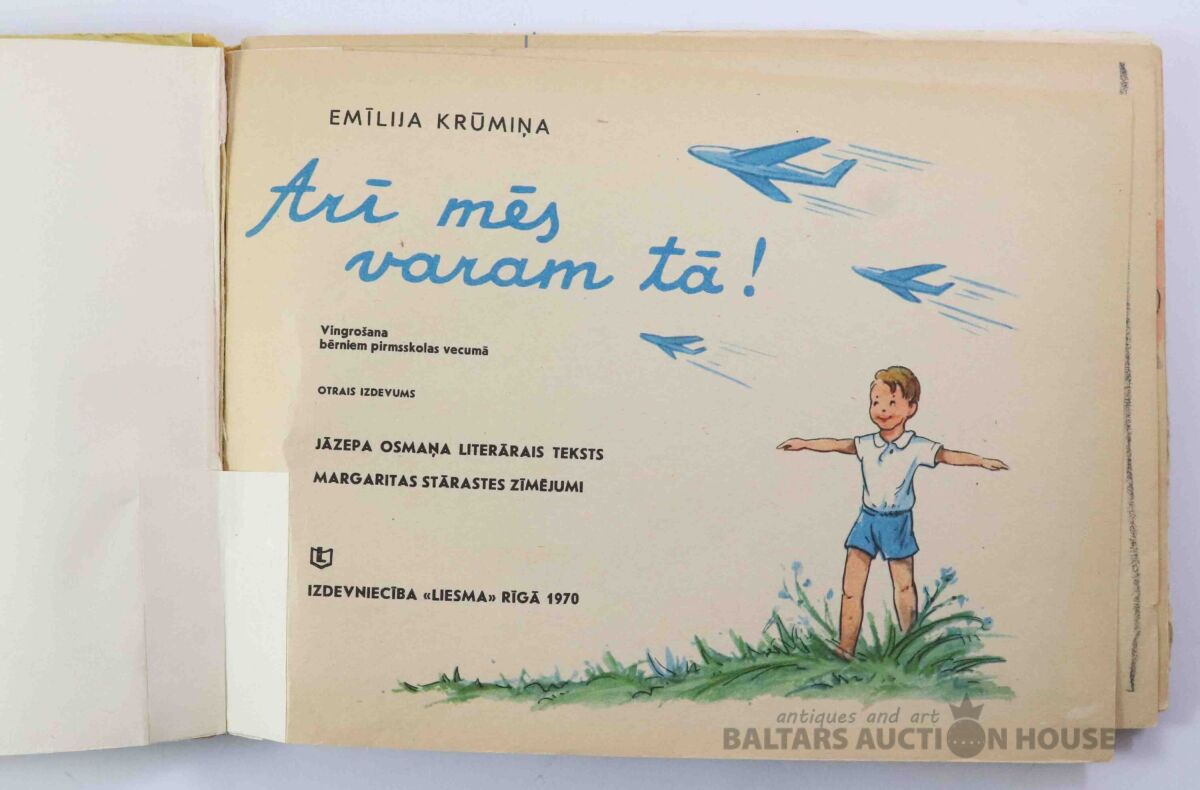 EMĪLIJA KRŪMIŅA
Arī mēs
varam tā!
Vingrošana
bērniem pirmsskolas vecumā
OTRAIS IZDEVUMS
JĀZEPA OSMAŅA LITERĀRAIS TEKSTS
MARGARITAS STĀRASTES ZĪMĒJUMI
L
IZDEVNIECĪBA «LIESMA» RĪGĀ 1970
antiques and art
BALTARS AUCTION HOUSE